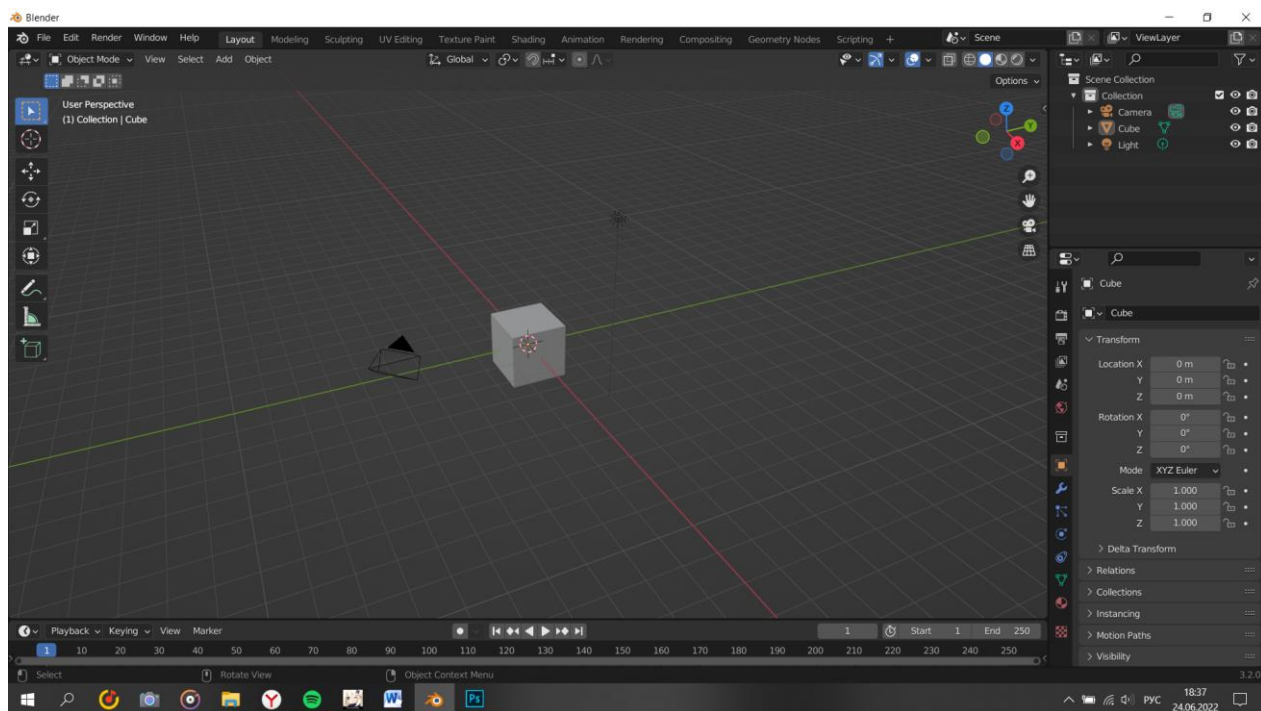 Blender
File Edit Render Window Help Layout Modeling Sculpting UV Editing Texture Paint Shading Animation Rendering Compositing Geometry Nodes Scripting + Scene ViewLayer
Object Mode View Select Add Object Global
Options
User Perspective
(1) Collection | Cube
Z
Y
X
Scene Collection
Collection
Camera
Cube
Light
Cube
Cube
Transform
Location X 0 m
Y 0 m
Z 0 m
Rotation X 0°
Y 0°
Z 0°
Mode XYZ Euler
Scale X 1.000
Y 1.000
Z 1.000
Delta Transform
Relations
Collections
Instancing
Motion Paths
Visibility
Playback Keying View Marker 1 Start 1 End 250
1 10 20 30 40 50 60 70 80 90 100 110 120 130 140 150 160 170 180 190 200 210 220 230 240 250
Select Rotate View Object Context Menu 3.2.0
Y W Ps РУС 18:37
24.06.2022